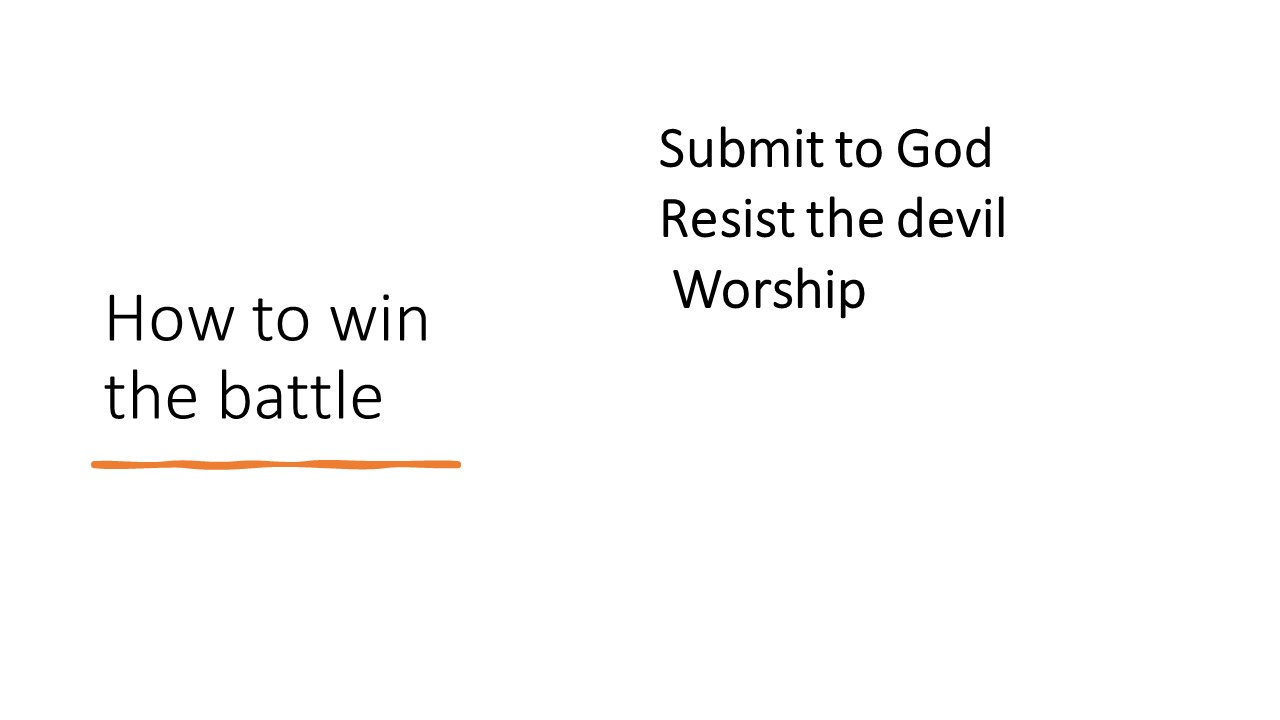 How to win
the battle
Submit to God
Resist the devil
Worship